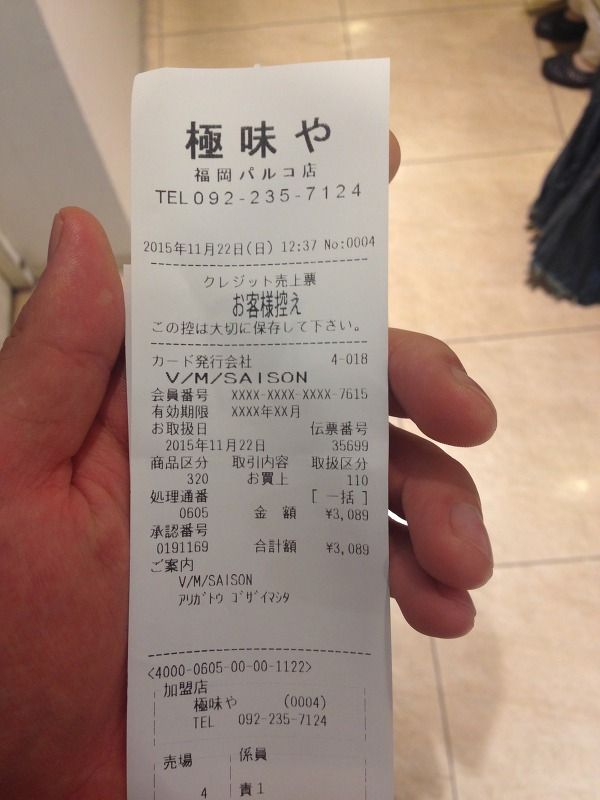 極味や
福岡パルコ店
TEL 092-235-7124
2015年11月22日(日) 12:37 No:0004
クレジット売上票
お客様控え
この控は大切に保存して下さい。
カード発行会社 4-018
V/M/SAISON
会員番号 XXXX-XXXX-XXXX-7615
有効期限 XXXX年XX月
お取扱日 伝票番号
2015年11月22日 35699
商品区分 取引内容 取扱区分
320 お買上 110
処理通番 [ 一括 ]
0605 金 額 ¥3,089
承認番号
0191169 合計額 ¥3,089
ご案内
V/M/SAISON
ｱﾘｶﾞﾄｳ ｺﾞｻﾞｲﾏｼﾀ
<4000-0605-00-00-1122>
加盟店
極味や (0004)
TEL 092-235-7124
売場 係員
4 責1